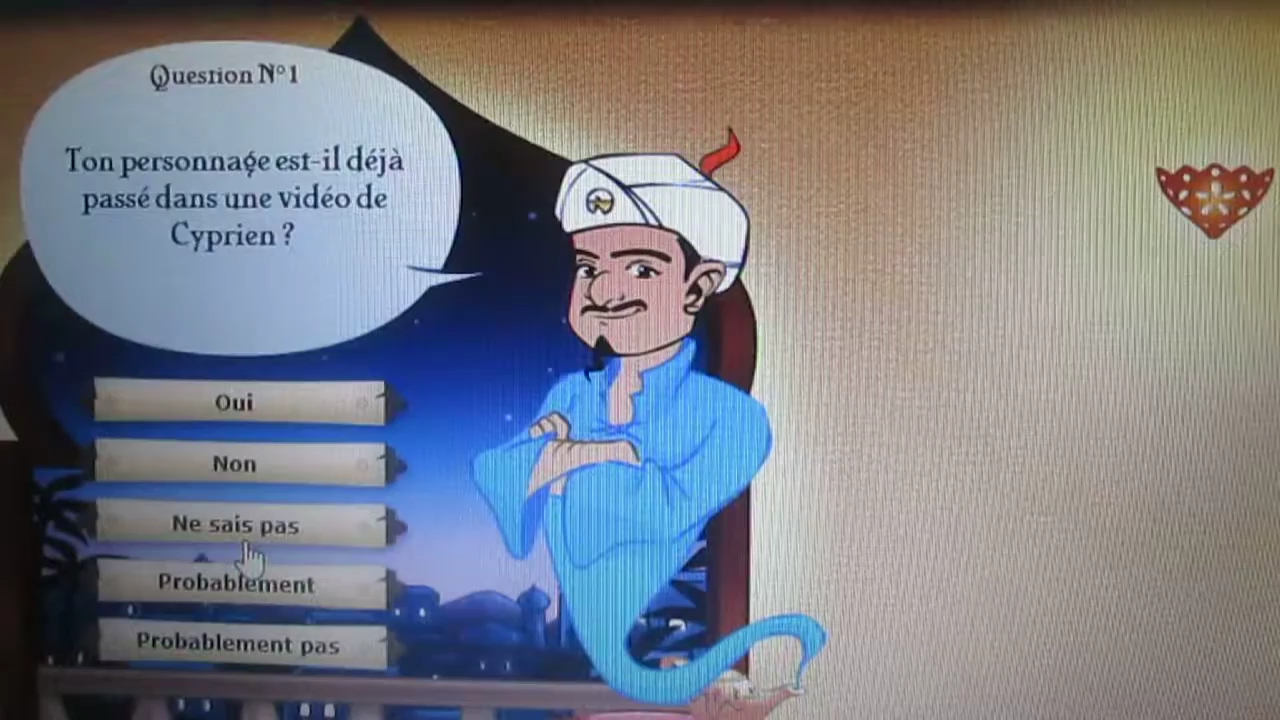 Question N°1
Ton personnage est-il déjà
passé dans une vidéo de
Cyprien ?
Oui
Non
Ne sais pas
Probablement
Probablement pas